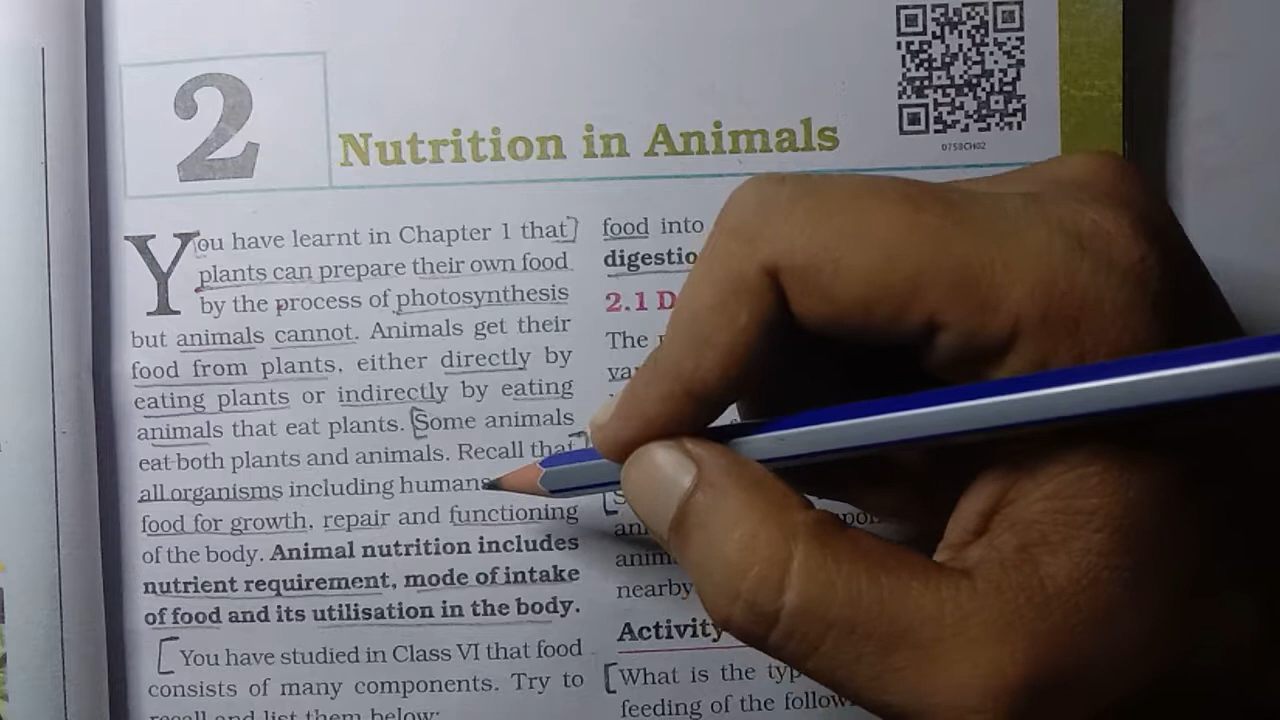 2
Nutrition in Animals
0758CH02
You have learnt in Chapter 1 that
plants can prepare their own food
by the process of photosynthesis
but animals cannot. Animals get their
food from plants, either directly by
eating plants or indirectly by eating
animals that eat plants. Some animals
eat both plants and animals. Recall that
all organisms including humans
food for growth, repair and functioning
of the body. Animal nutrition includes
nutrient requirement, mode of intake
of food and its utilisation in the body.
You have studied in Class VI that food
consists of many components. Try to
recall and list them below:
food into
2.1
The
nearby
Activity
What is the
feeding of the